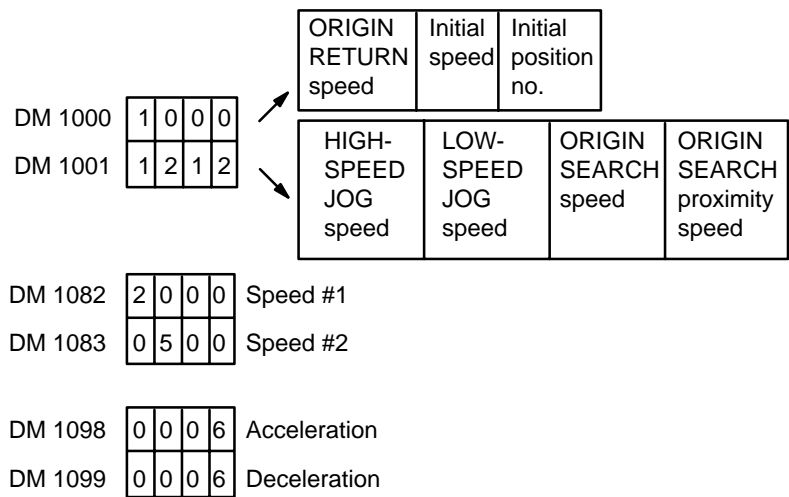 ORIGIN Initial Initial
RETURN speed position
speed no.
DM 1000 1 0 0 0
DM 1001 1 2 1 2
HIGH- LOW- ORIGIN ORIGIN
SPEED SPEED SEARCH SEARCH
JOG JOG speed proximity
speed speed speed
DM 1082 2 0 0 0 Speed #1
DM 1083 0 5 0 0 Speed #2
DM 1098 0 0 0 6 Acceleration
DM 1099 0 0 0 6 Deceleration